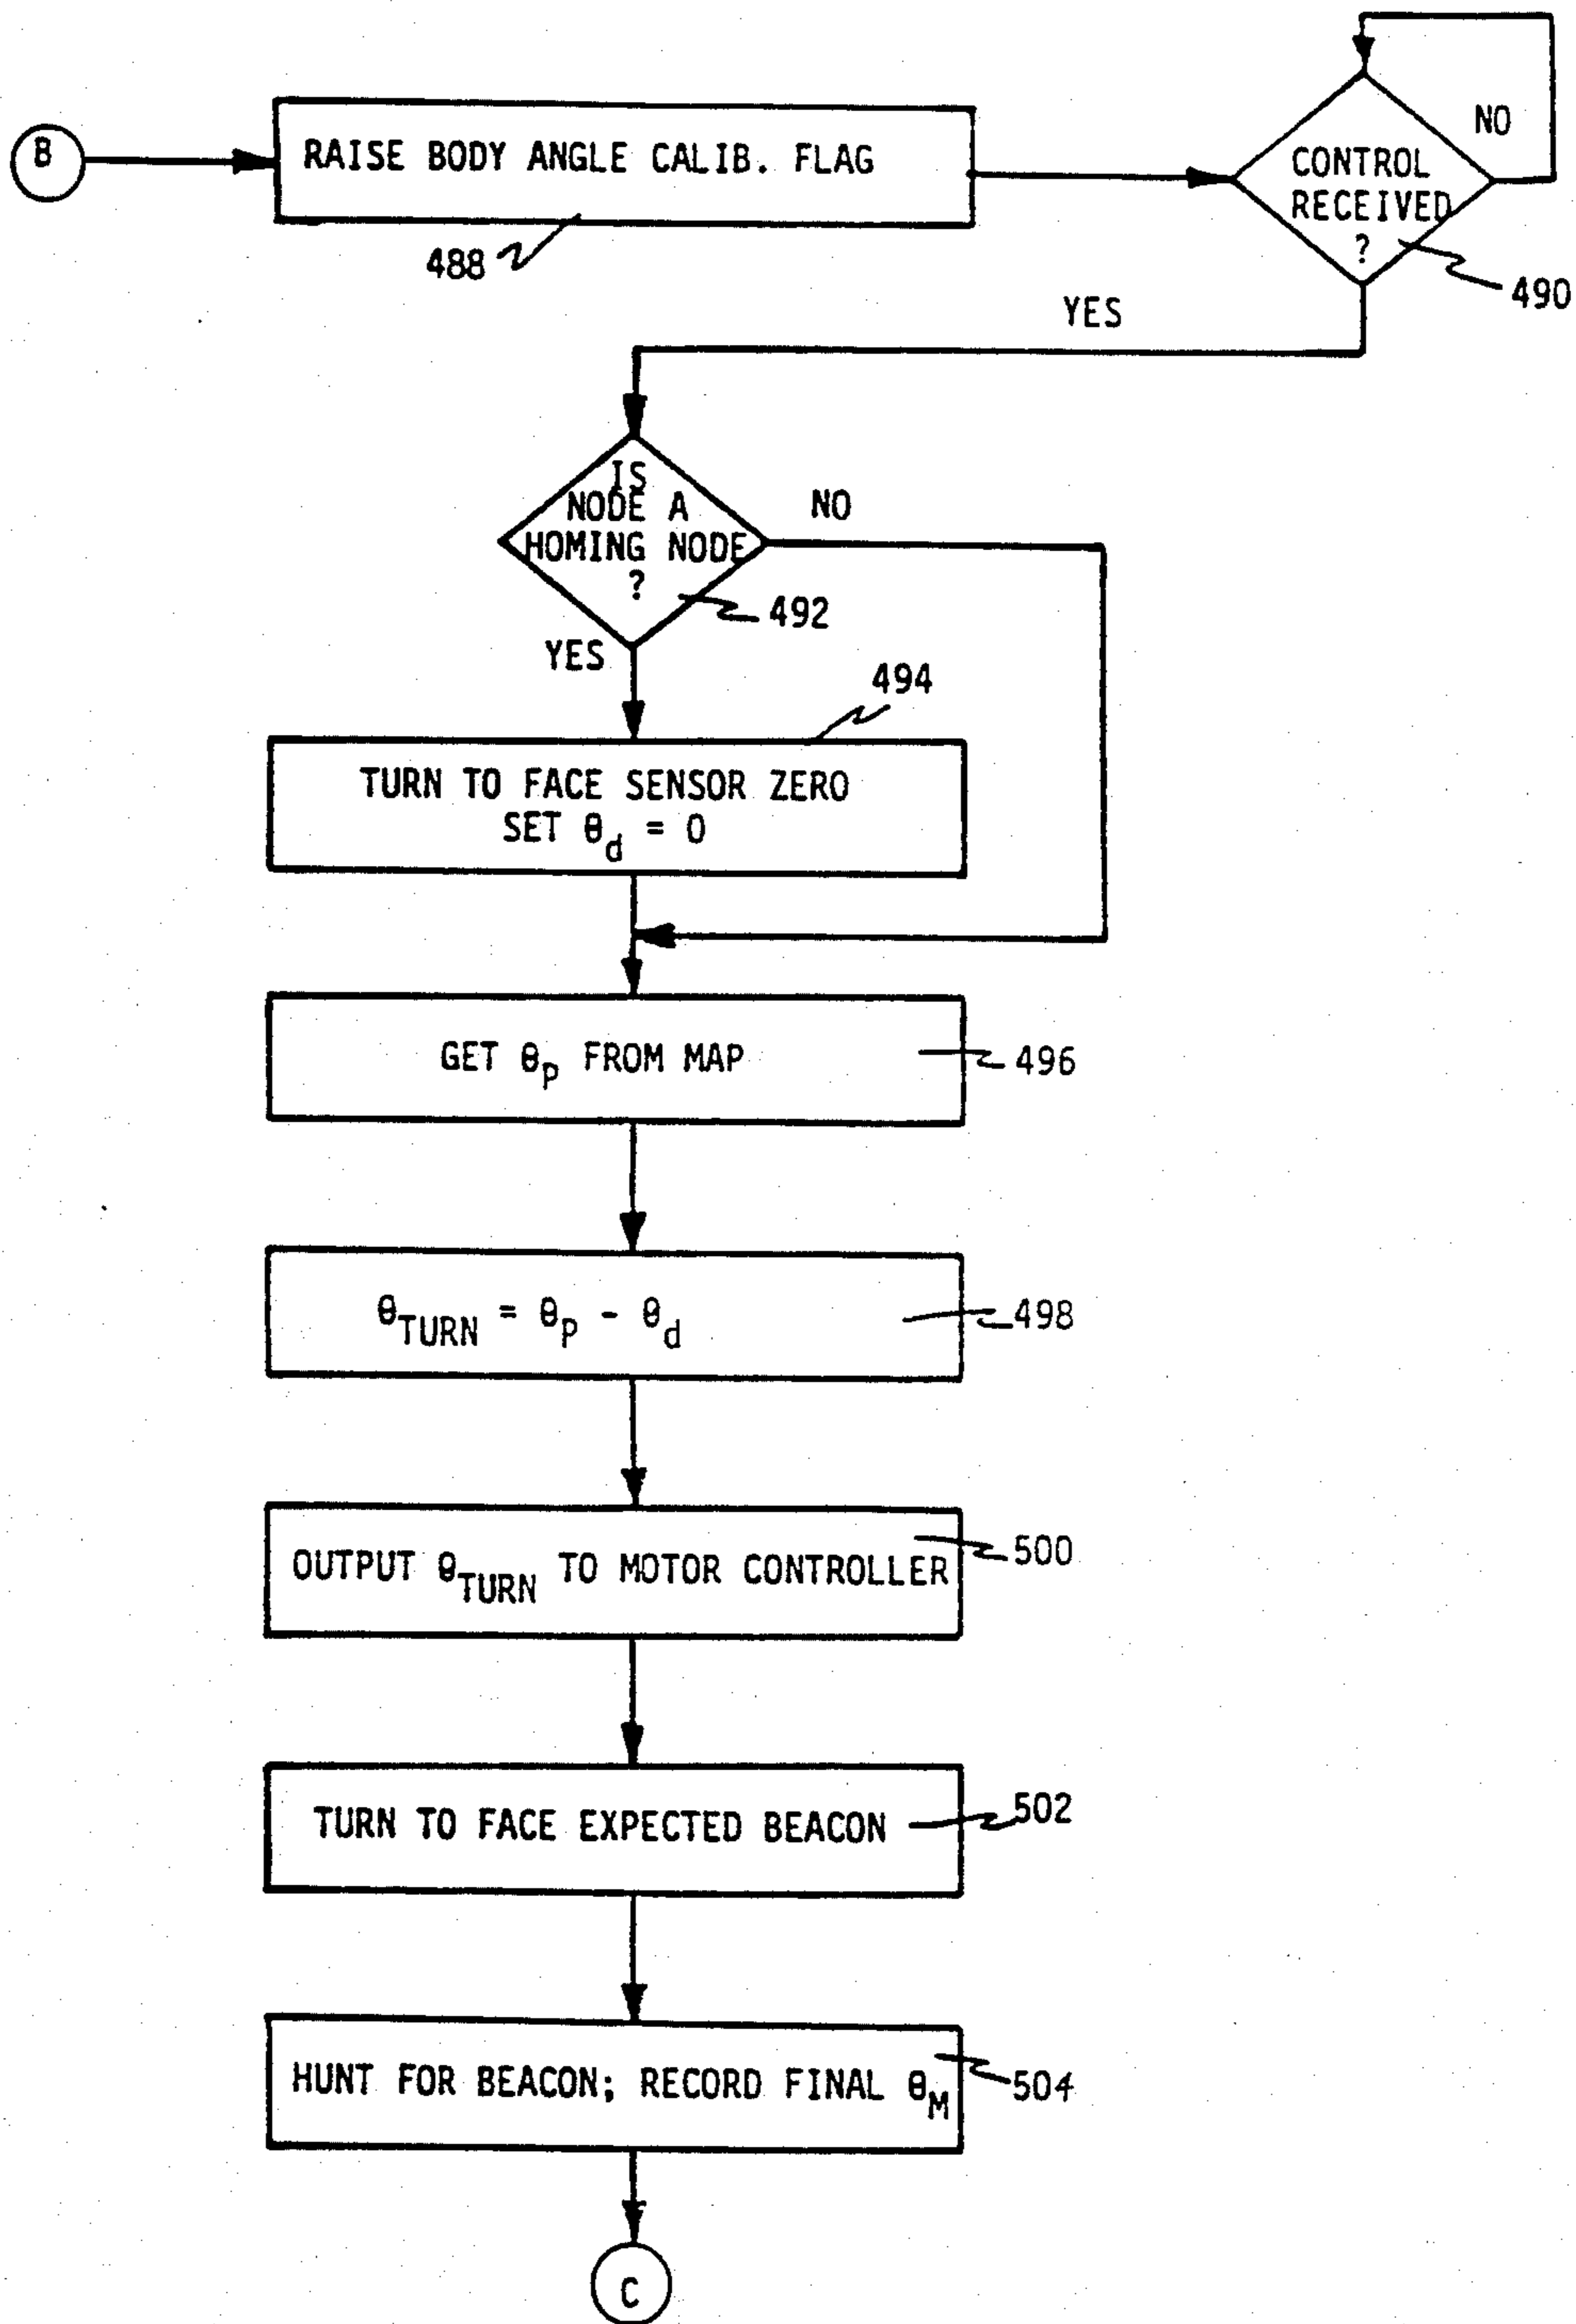 B
RAISE BODY ANGLE CALIB. FLAG
488
CONTROL
RECEIVED
?
NO
490
YES
IS
NODE A
HOMING NODE
?
NO
492
YES
494
TURN TO FACE SENSOR ZERO
SET θd = 0
GET θp FROM MAP
496
θTURN = θp - θd
498
OUTPUT θTURN TO MOTOR CONTROLLER
500
TURN TO FACE EXPECTED BEACON
502
HUNT FOR BEACON; RECORD FINAL θM
504
C